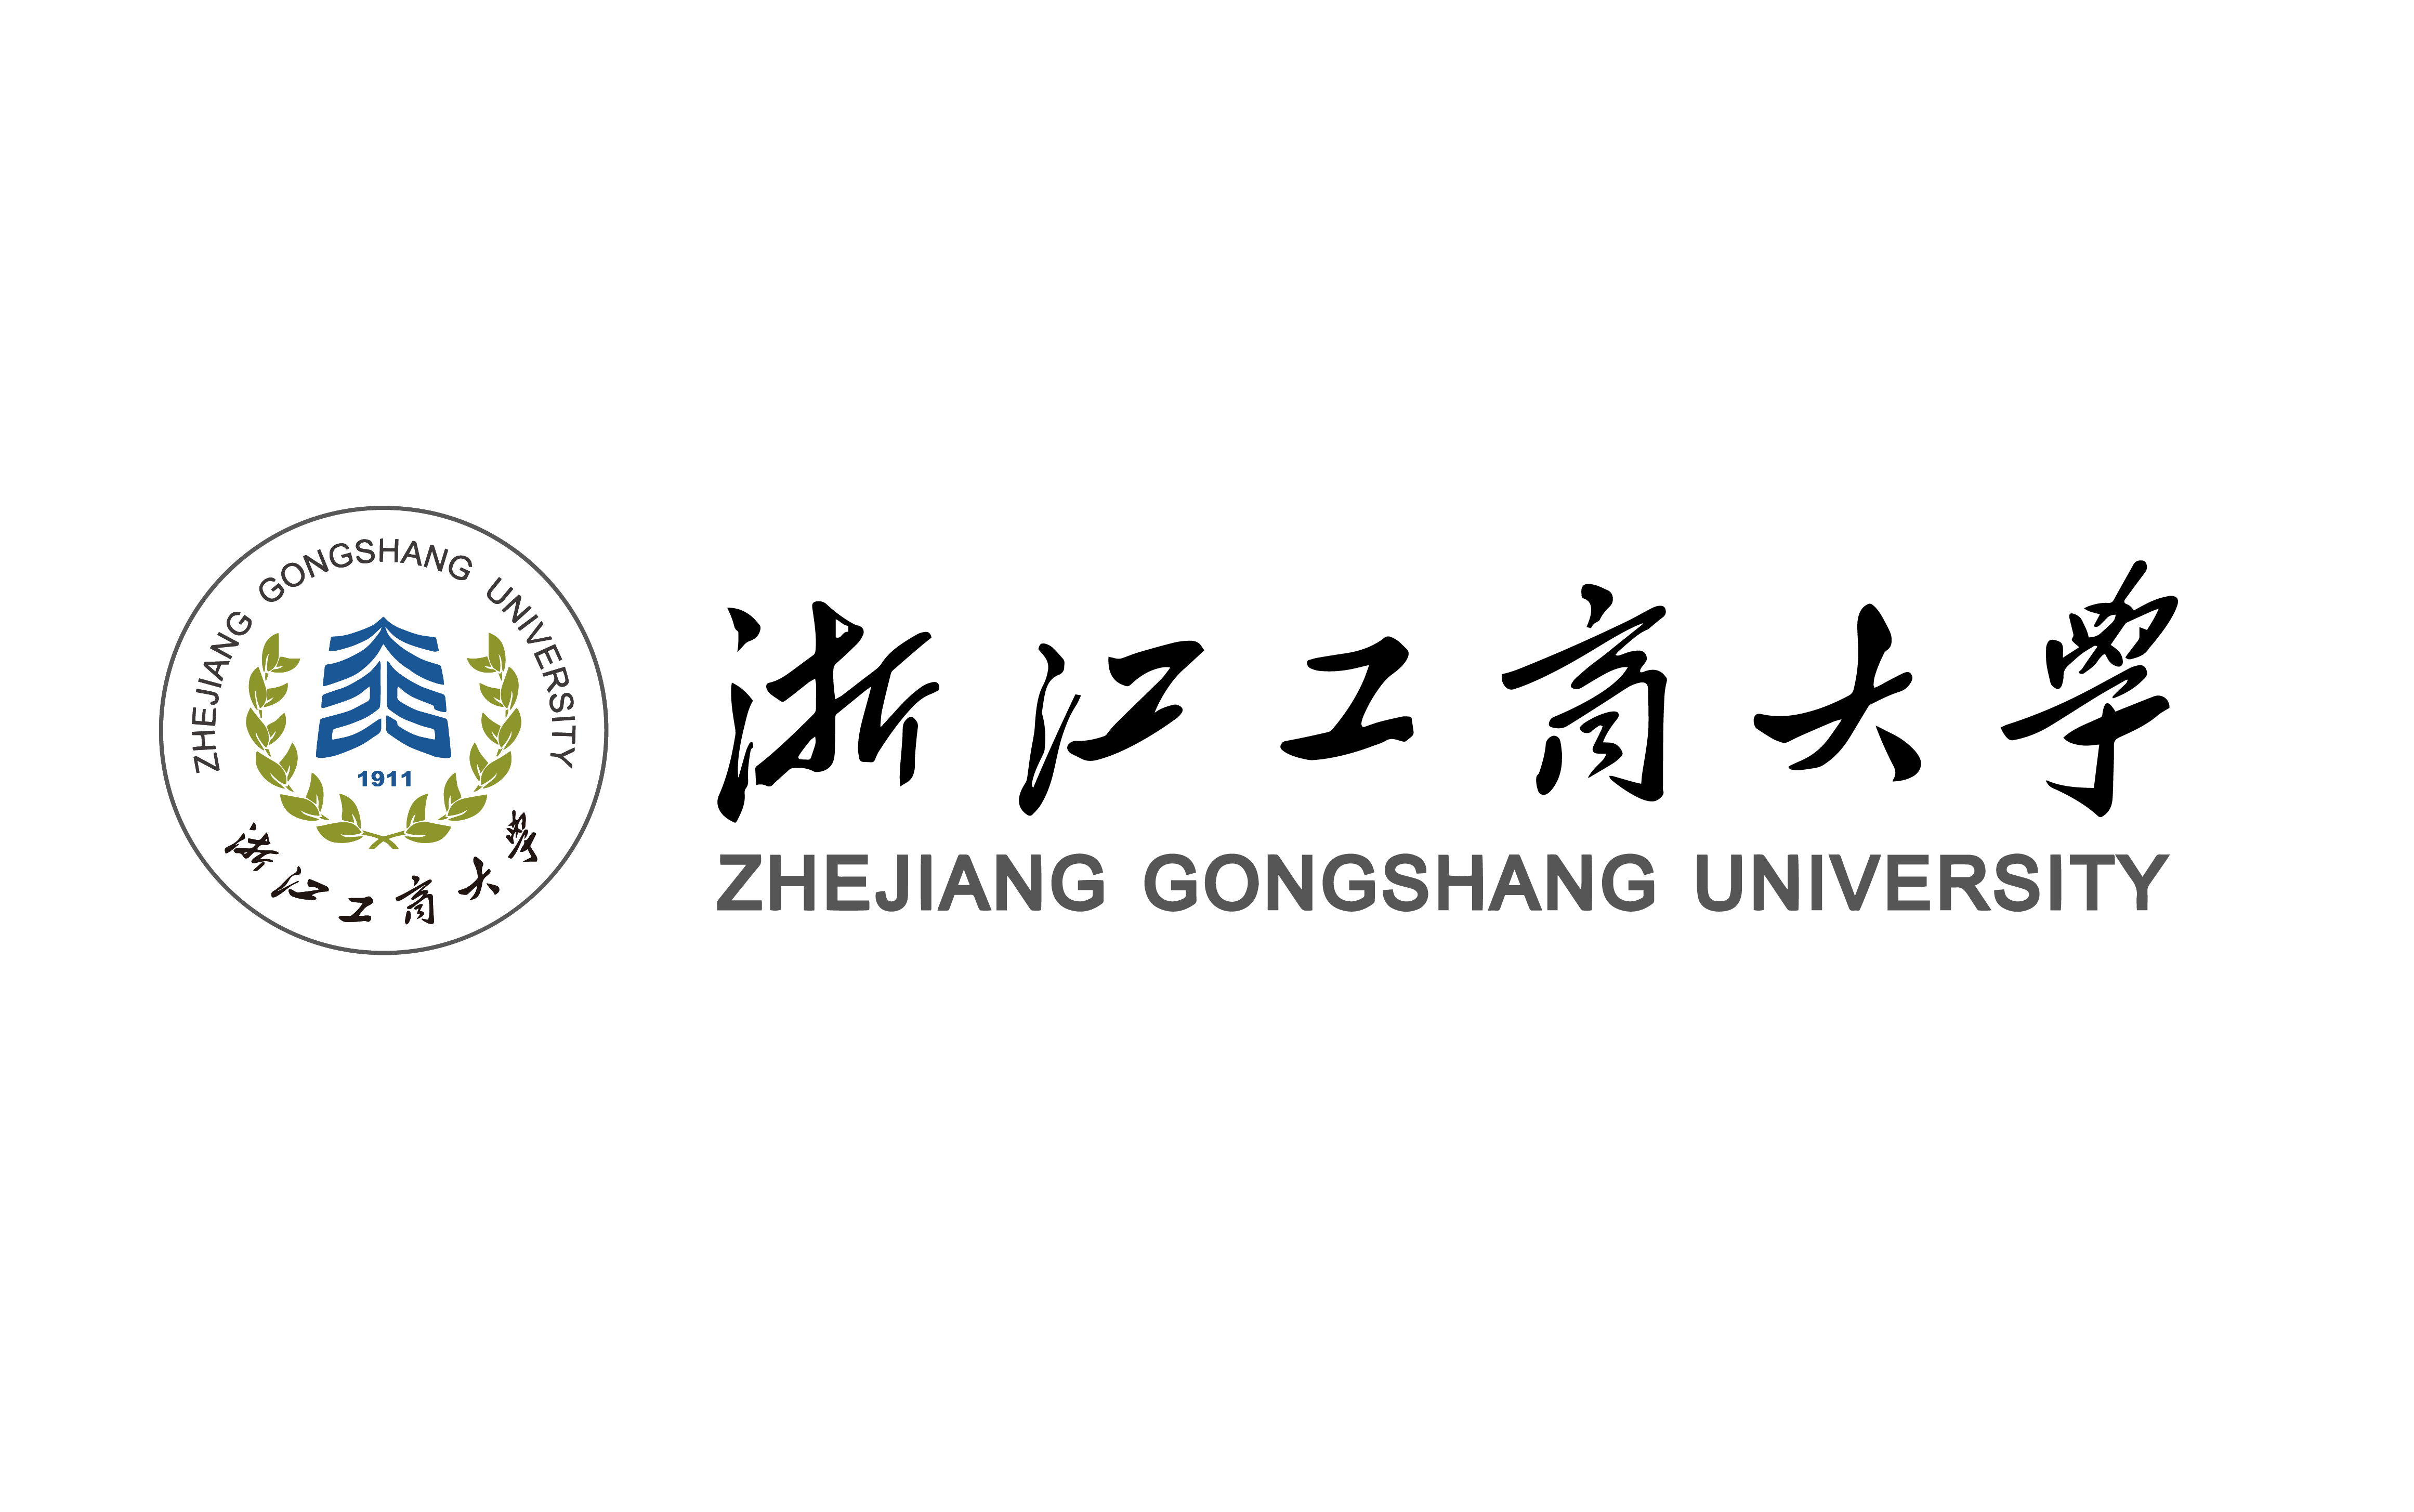 ZHEJIANG GONGSHANG UNIVERSITY
1911
浙江工商大學
浙江工商大學
ZHEJIANG GONGSHANG UNIVERSITY